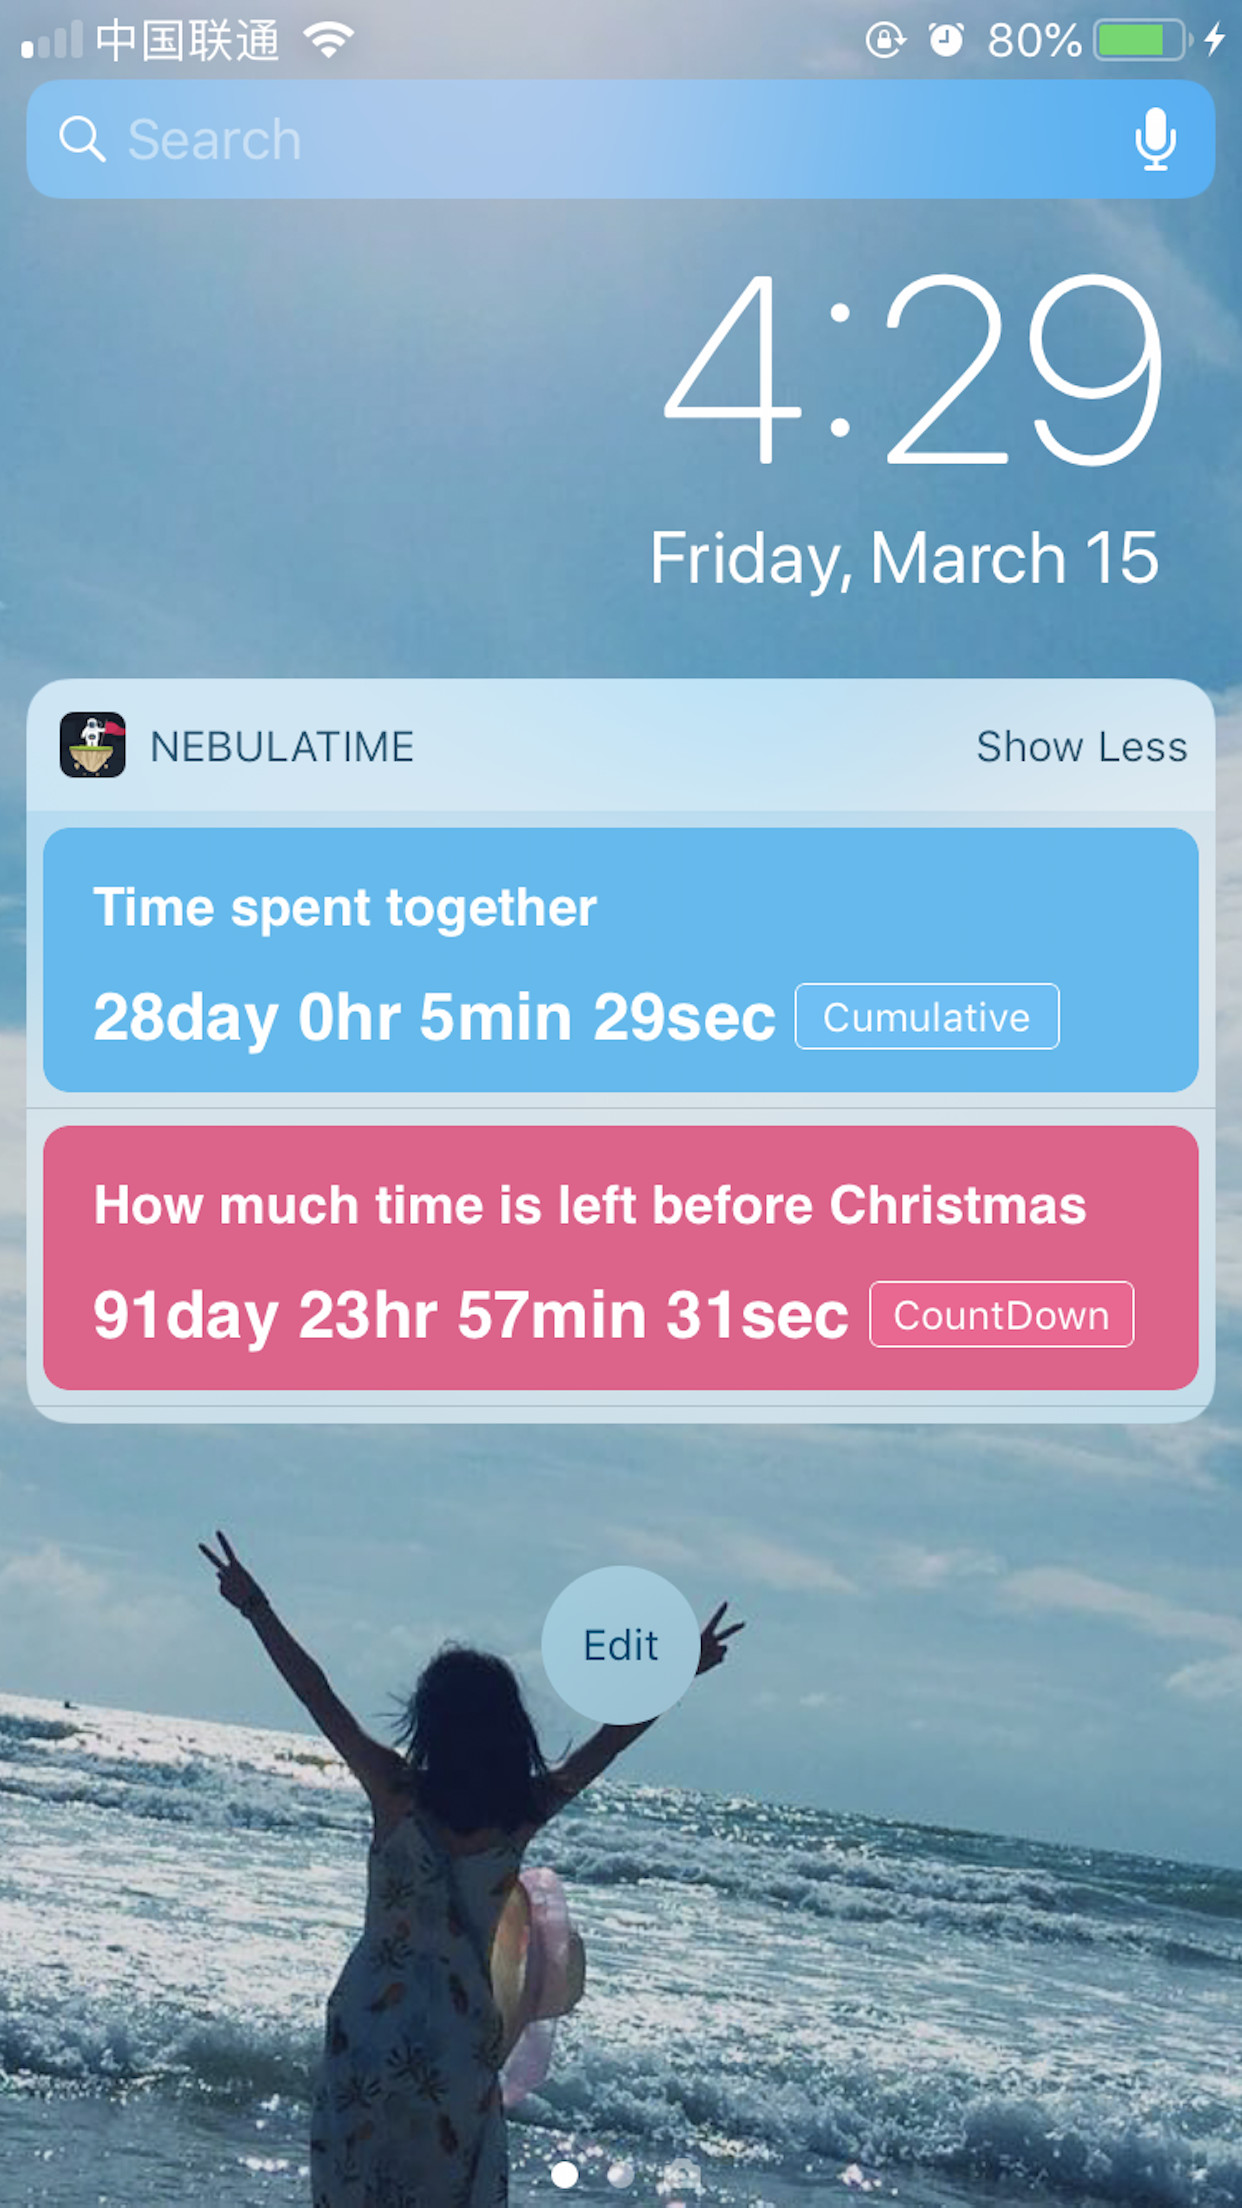 中国联通 80%
Search
4:29
Friday, March 15
NEBULATIME Show Less
Time spent together
28day 0hr 5min 29sec Cumulative
How much time is left before Christmas
91day 23hr 57min 31sec CountDown
Edit